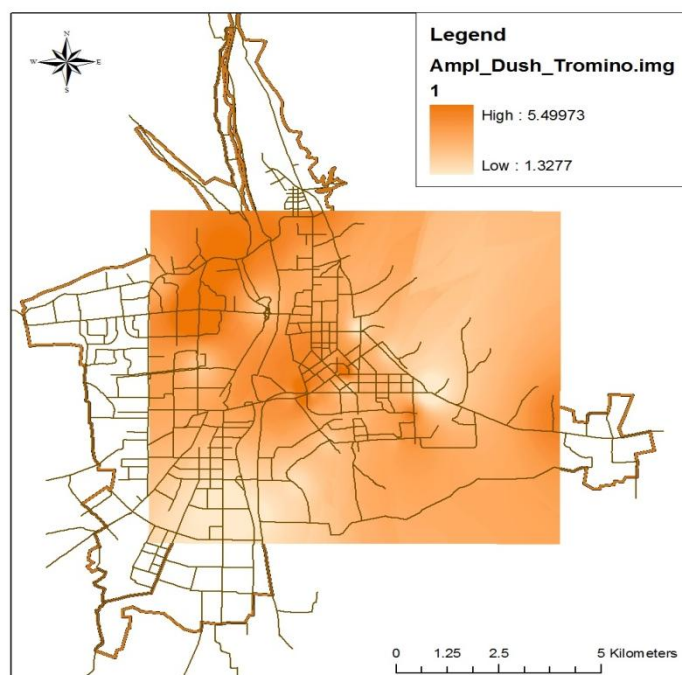 N
W E
S
Legend
Ampl_Dush_Tromino.img
1
High : 5.49973
Low : 1.3277
0 1.25 2.5 5 Kilometers